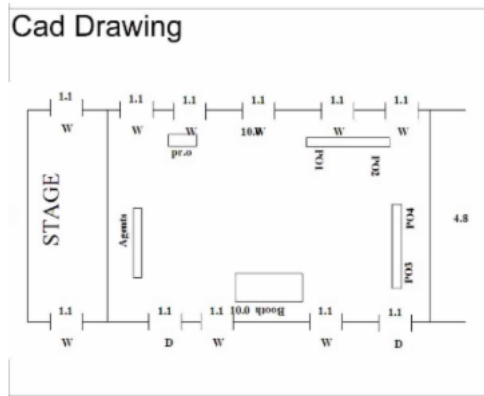 Cad Drawing
1.1 1.1 1.1 1.1 1.1 1.1
W W W 10.0 W W W
pr.o
PO1 PO2
STAGE
Agents
PO4
PO3
4.8
Booth
1.1 1.1 1.1 10.0 1.1 1.1
W D W W D